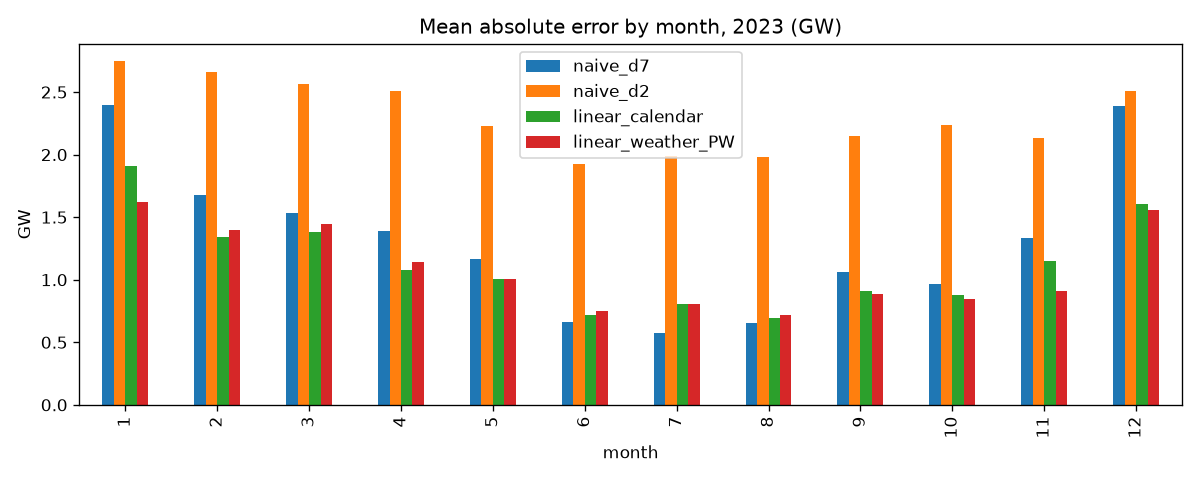 Mean absolute error by month, 2023 (GW)
naive_d7
naive_d2
linear_calendar
linear_weather_PW
GW
2.5
2.0
1.5
1.0
0.5
0.0
1 2 3 4 5 6 7 8 9 10 11 12
month